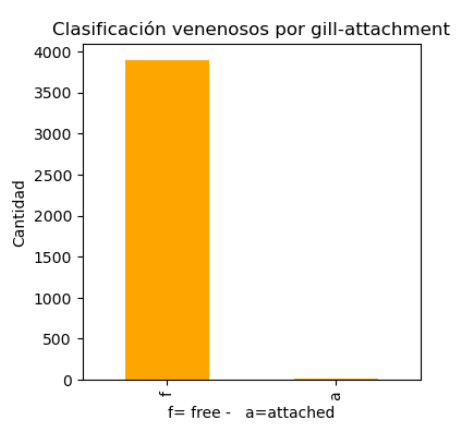 Clasificación venenosos por gill-attachment
4000
3500
3000
2500
2000
1500
1000
500
0
Cantidad
f
a
f= free -   a=attached